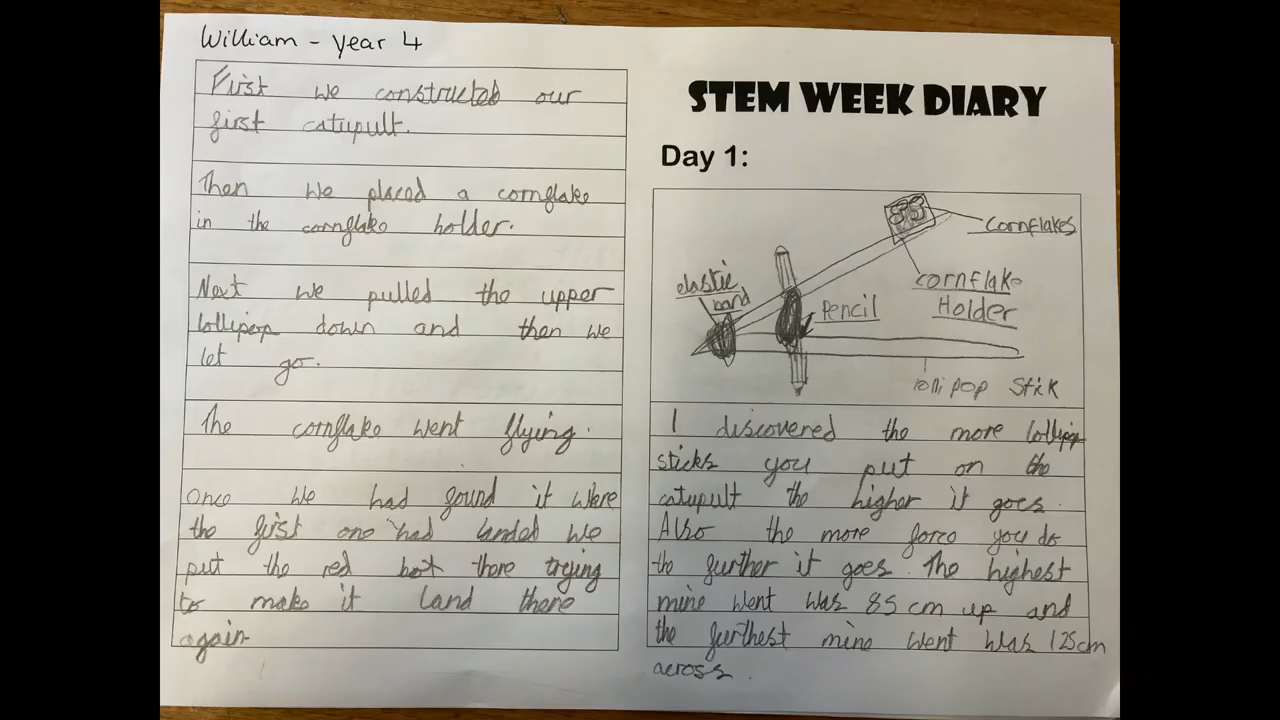 William - year 4
First we constructed our
first catupult.
Then we placed a cornflake
in the cornflake holder.
Next we pulled the upper
lollipop down and then we
let go.
The cornflake went flying.
Once we had found it were
the first one had landed we
put the red bot there trying
to make it land there
again
STEM WEEK DIARY
Day 1:
cornflakes
cornflake
Holder
elastic
band
Pencil
lollipop stick
I discovered the more lollipop
sticks you put on the
catupult the higher it goes.
Also the more force you do
the further it goes. The highest
mine went was 85 cm up and
the furthest mine went was 125cm
across.